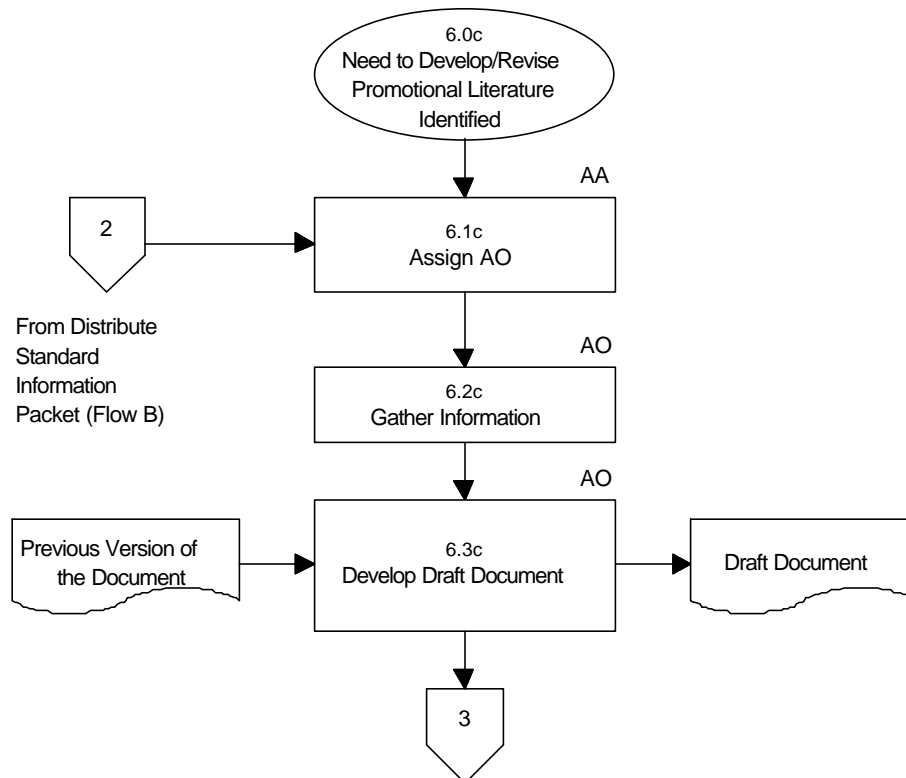 6.0c
Need to Develop/Revise
Promotional Literature
Identified
AA
2
6.1c
Assign AO
From Distribute
Standard
Information
Packet (Flow B)
AO
6.2c
Gather Information
AO
Previous Version of
the Document
6.3c
Develop Draft Document
Draft Document
3